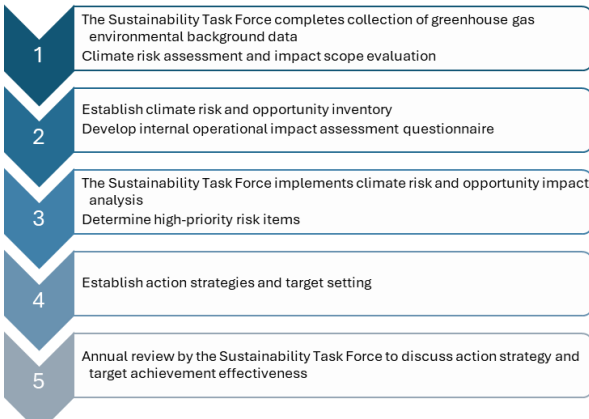 1
The Sustainability Task Force completes collection of greenhouse gas
environmental background data
Climate risk assessment and impact scope evaluation
2
Establish climate risk and opportunity inventory
Develop internal operational impact assessment questionnaire
3
The Sustainability Task Force implements climate risk and opportunity impact
analysis
Determine high-priority risk items
4
Establish action strategies and target setting
5
Annual review by the Sustainability Task Force to discuss action strategy and
target achievement effectiveness